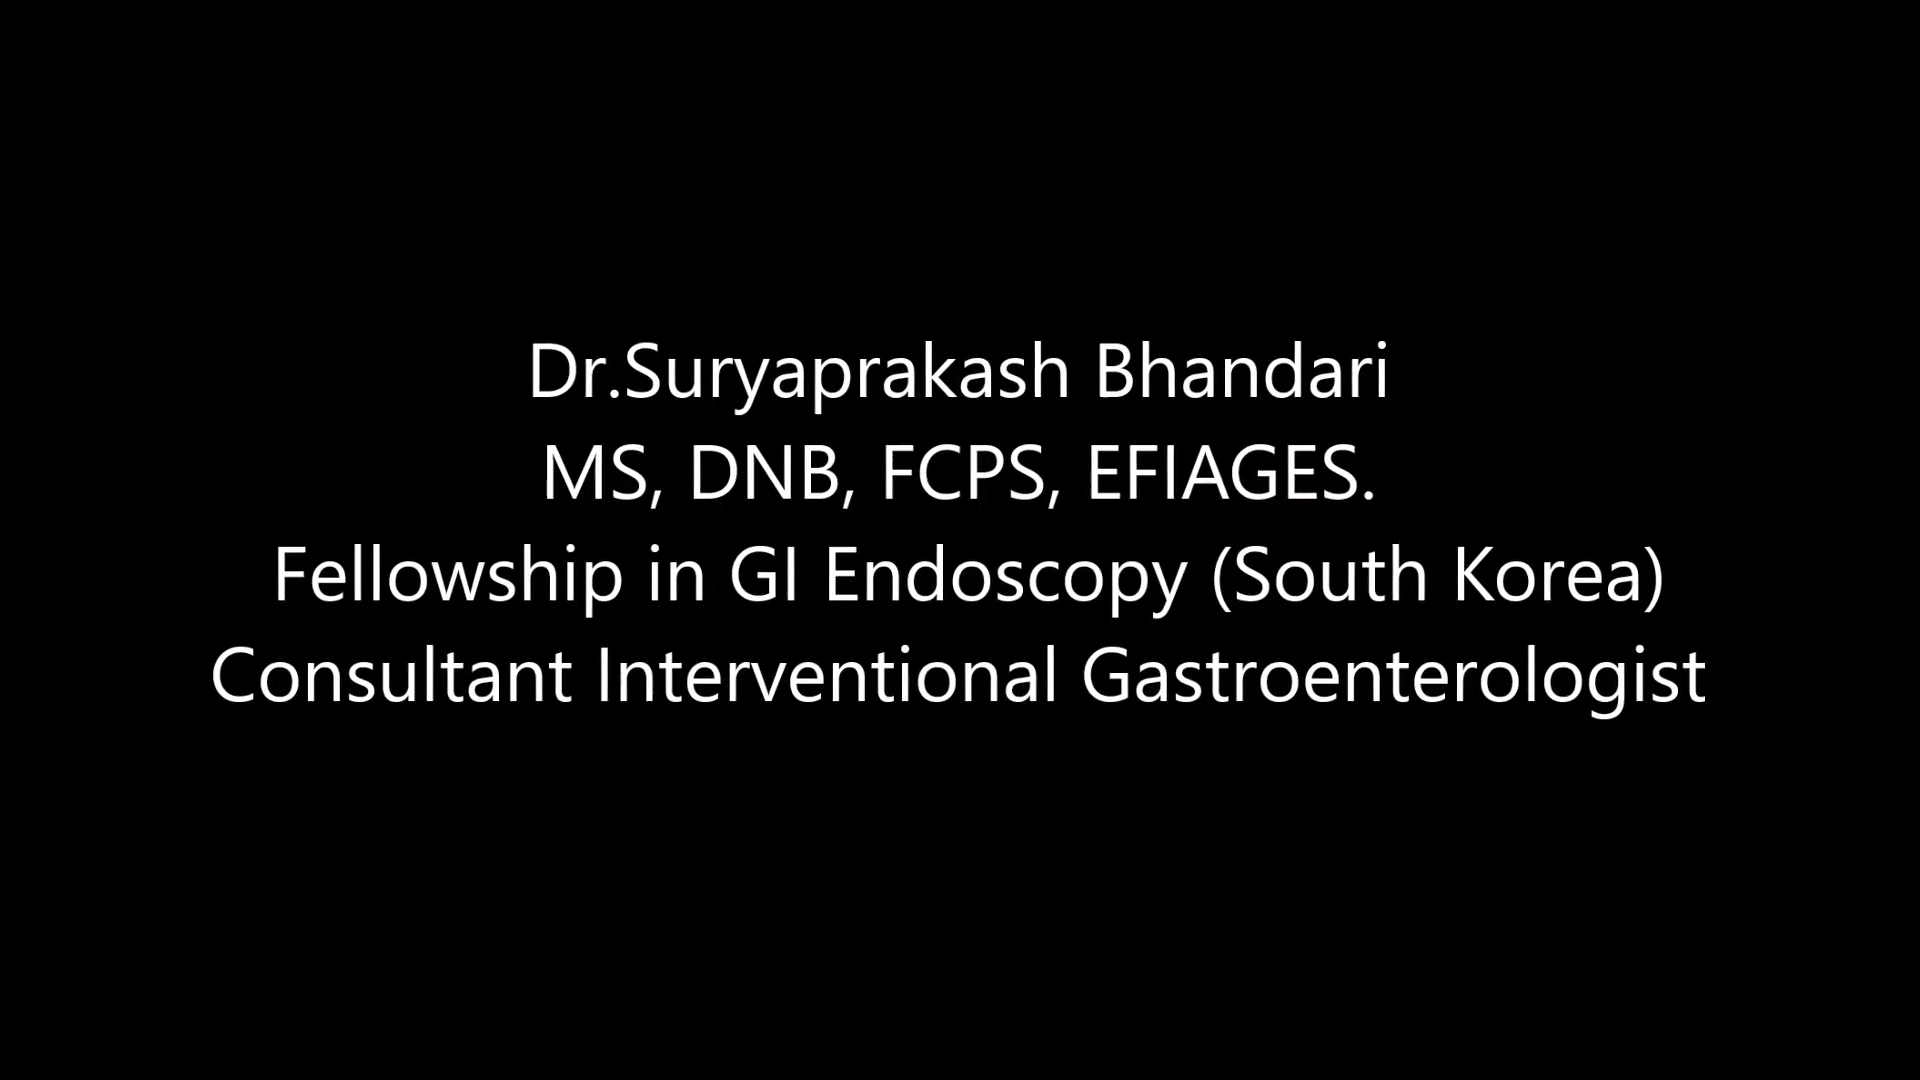 Dr.Suryaprakash Bhandari
MS, DNB, FCPS, EFIAGES.
Fellowship in GI Endoscopy (South Korea)
Consultant Interventional Gastroenterologist